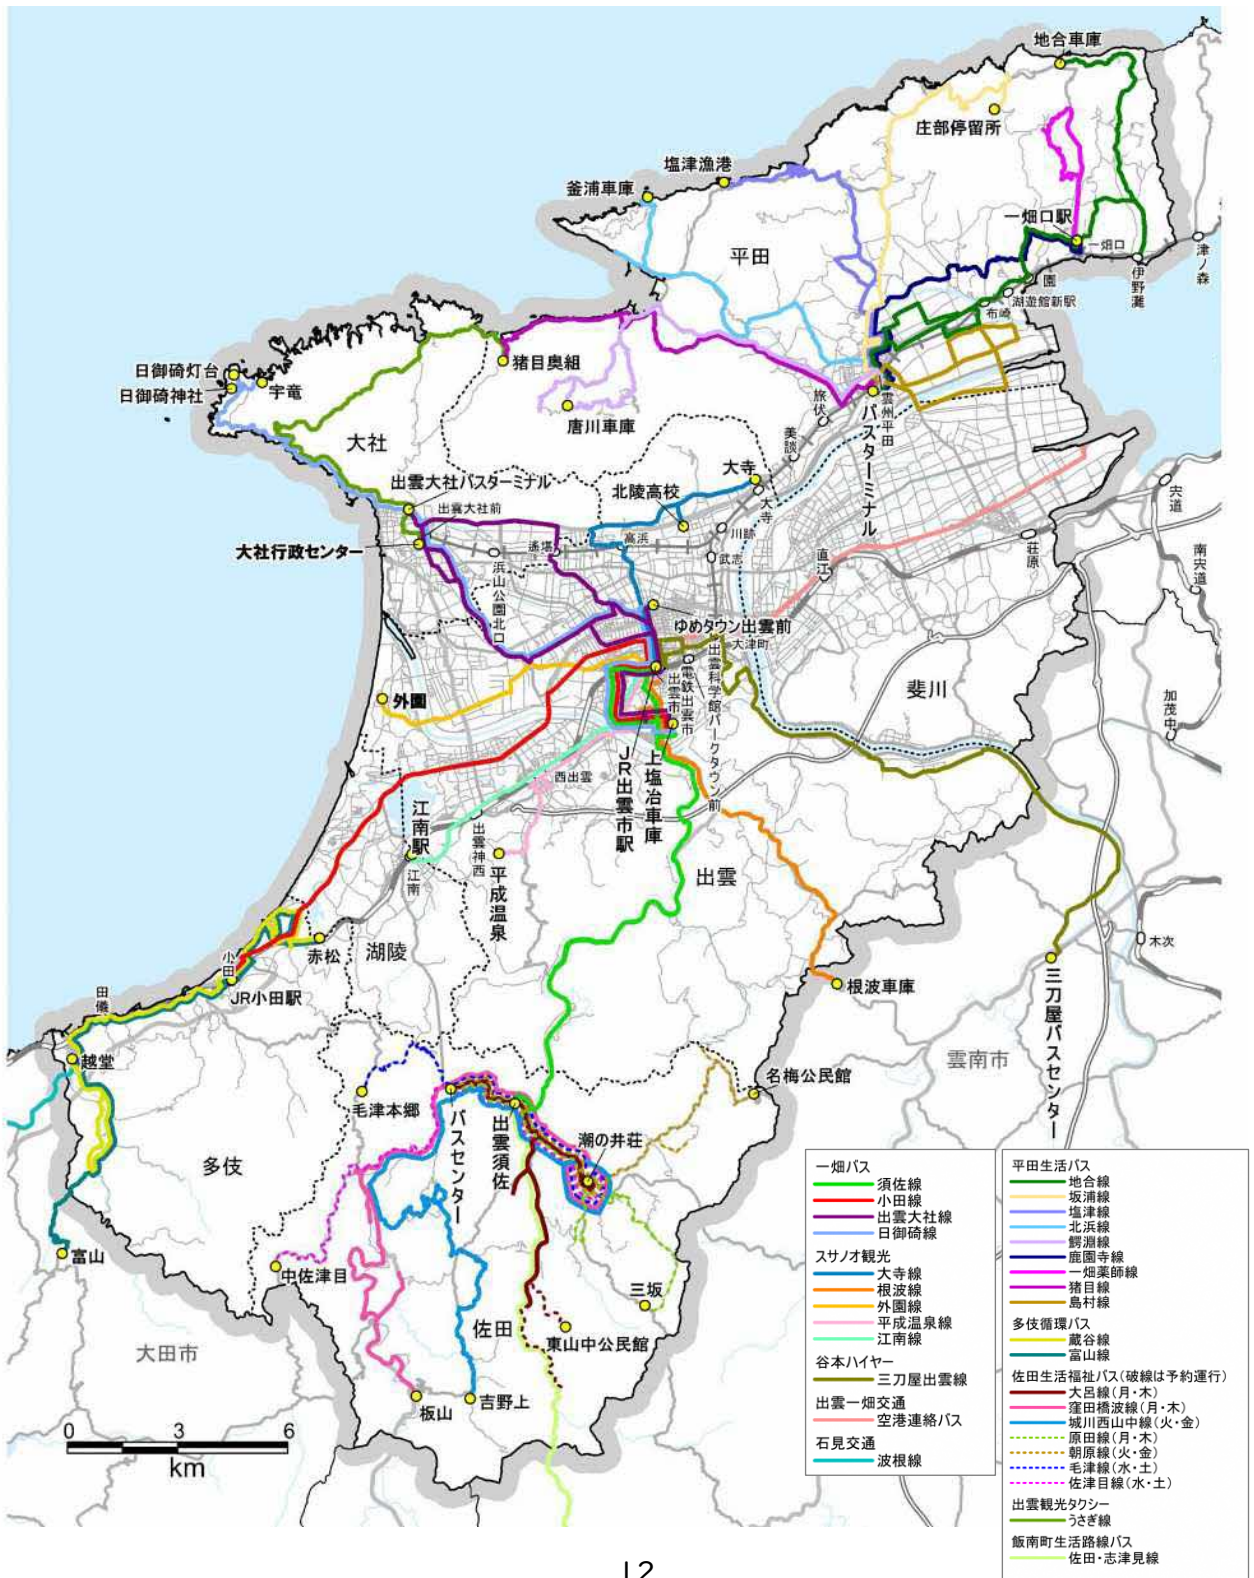 地合車庫
庄部停留所
塩津漁港
釜浦車庫
一畑口駅
一畑口
津ノ森
伊野灘
園
湖遊館新駅
布崎
平田
日御碕灯台
日御碕神社
宇竜
猪目奥組
唐川車庫
旅伏
雲州平田
バスターミナル
美談
大社
出雲大社バスターミナル
出雲大社前
大社行政センター
大寺
北陵高校
大寺
川跡
高浜
遙堪
浜山公園北口
武志
直江
荘原
宍道
南宍道
加茂中
木次
ゆめタウン出雲前
大津町
出雲科学館パークタウン前
電鉄出雲市
出雲市
斐川
外園
西出雲
JR出雲市駅
上塩冶車庫
江南駅
江南
出雲神西
平成温泉
出雲
湖陵
赤松
小田
JR小田駅
田儀
越堂
根波車庫
三刀屋バスセンター
雲南市
名梅公民館
毛津本郷
バスセンター
出雲須佐
潮の井荘
多伎
富山
中佐津目
三坂
佐田
東山中公民館
大田市
板山
吉野上
0 3 6
km
一畑バス
須佐線
小田線
出雲大社線
日御碕線
スサノオ観光
大寺線
根波線
外園線
平成温泉線
江南線
谷本ハイヤー
三刀屋出雲線
出雲一畑交通
空港連絡バス
石見交通
波根線
平田生活バス
地合線
坂浦線
塩津線
北浜線
鰐淵線
鹿園寺線
一畑薬師線
猪目線
島村線
多伎循環バス
蔵谷線
富山線
佐田生活福祉バス(破線は予約運行)
大呂線(月・木)
窪田橋波線(月・木)
城川西山中線(火・金)
原田線(月・木)
朝原線(火・金)
毛津線(水・土)
佐津目線(水・土)
出雲観光タクシー
うさぎ線
飯南町生活路線バス
佐田・志津見線